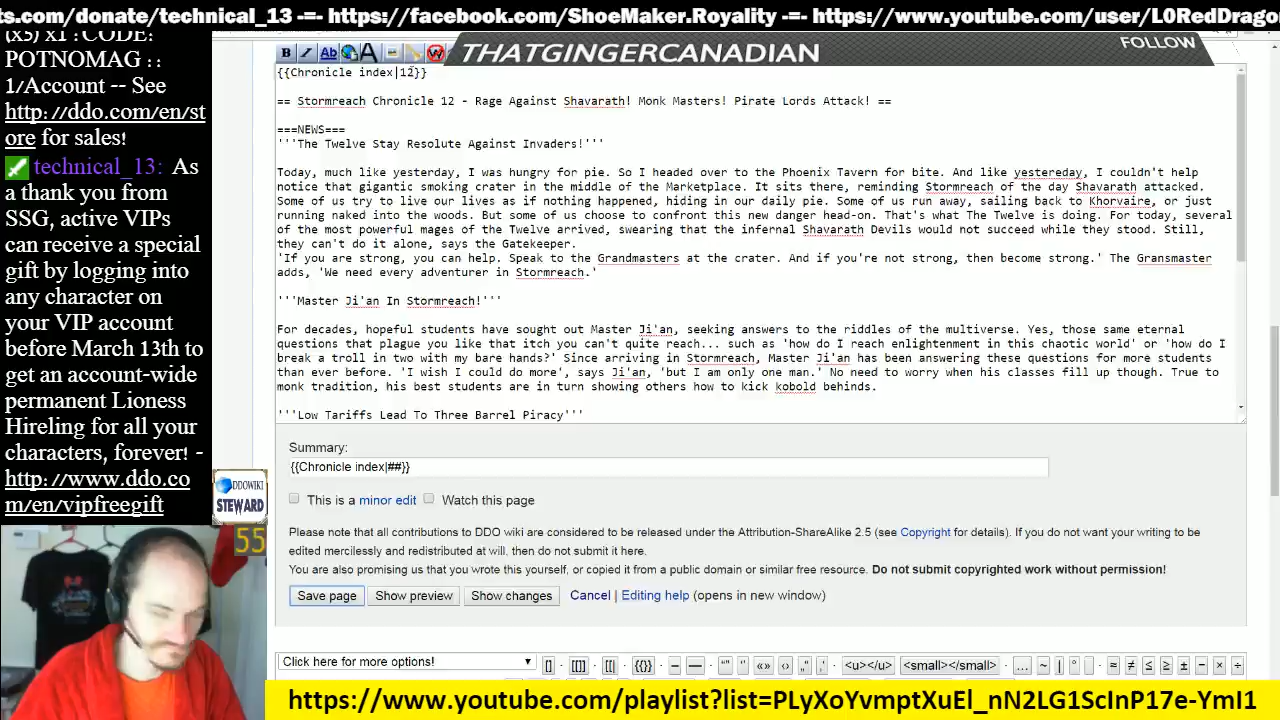 ts.com/donate/technical_13 -=- https://facebook.com/ShoeMaker.Royality -=- https://www.youtube.com/user/L0RedDrago
(x5) x1 :CODE:
POTNOMAG : :
1/Account -- See
http://ddo.com/en/st
ore for sales!
technical_13: As
a thank you from
SSG, active VIPs
can receive a special
gift by logging into
any character on
your VIP account
before March 13th to
get an account-wide
permanent Lioness
Hireling for all your
characters, forever! -
http://www.ddo.co
m/en/vipfreegift
DDOWIKI
STEWARD
55
THATGINGERCANADIAN
FOLLOW
B I Ab A W
{{Chronicle index|12}}
== Stormreach Chronicle 12 - Rage Against Shavarath! Monk Masters! Pirate Lords Attack! ==
===NEWS===
'''The Twelve Stay Resolute Against Invaders!'''
Today, much like yesterday, I was hungry for pie. So I headed over to the Phoenix Tavern for bite. And like yestereday, I couldn't help
notice that gigantic smoking crater in the middle of the Marketplace. It sits there, reminding Stormreach of the day Shavarath attacked.
Some of us try to live our lives as if nothing happened, hiding in our daily pie. Some of us run away, sailing back to Khorvaire, or just
running naked into the woods. But some of us choose to confront this new danger head-on. That's what The Twelve is doing. For today, several
of the most powerful mages of the Twelve arrived, swearing that the infernal Shavarath Devils would not succeed while they stood. Still,
they can't do it alone, says the Gatekeeper.
'If you are strong, you can help. Speak to the Grandmasters at the crater. And if you're not strong, then become strong.' The Gransmaster
adds, 'We need every adventurer in Stormreach.'
'''Master Ji'an In Stormreach!'''
For decades, hopeful students have sought out Master Ji'an, seeking answers to the riddles of the multiverse. Yes, those same eternal
questions that plague you like that itch you can't quite reach... such as 'how do I reach enlightenment in this chaotic world' or 'how do I
break a troll in two with my bare hands?' Since arriving in Stormreach, Master Ji'an has been answering these questions for more students
than ever before. 'I wish I could do more', says Ji'an, 'but I am only one man.' No need to worry when his classes fill up though. True to
monk tradition, his best students are in turn showing others how to kick kobold behinds.
'''Low Tariffs Lead To Three Barrel Piracy'''
Summary:
{{Chronicle index|##}}
This is a minor edit Watch this page
Please note that all contributions to DDO wiki are considered to be released under the Attribution-ShareAlike 2.5 (see Copyright for details). If you do not want your writing to be
edited mercilessly and redistributed at will, then do not submit it here.
You are also promising us that you wrote this yourself, or copied it from a public domain or similar free resource. Do not submit copyrighted work without permission!
Save page Show preview Show changes Cancel | Editing help (opens in new window)
Click here for more options! [] · [[]] · [[| · {{}} · – · — · “” · ‘’ · «» · ‹› · „“ · ‚‘ · <u></u> · <small></small> · … · ~ · | · ° · · ≈ · ≠ · ≤ · ≥ · ± · − · × · ÷
https://www.youtube.com/playlist?list=PLyXoYvmptXuEl_nN2LG1ScInP17e-YmI1